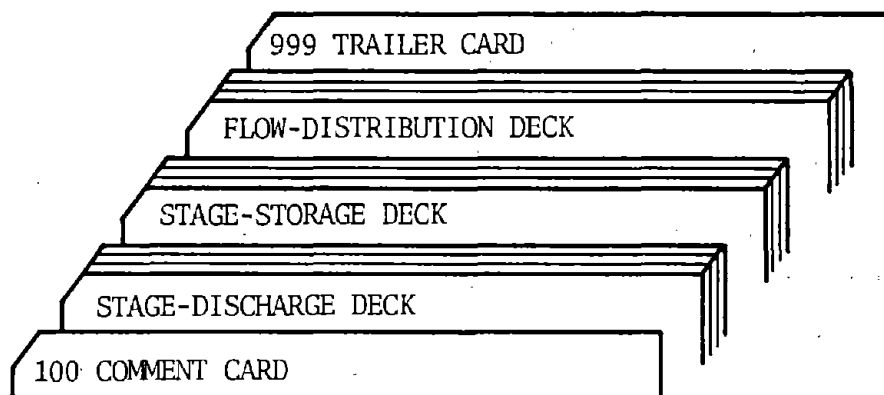 999 TRAILER CARD
FLOW-DISTRIBUTION DECK
STAGE-STORAGE DECK
STAGE-DISCHARGE DECK
100 COMMENT CARD